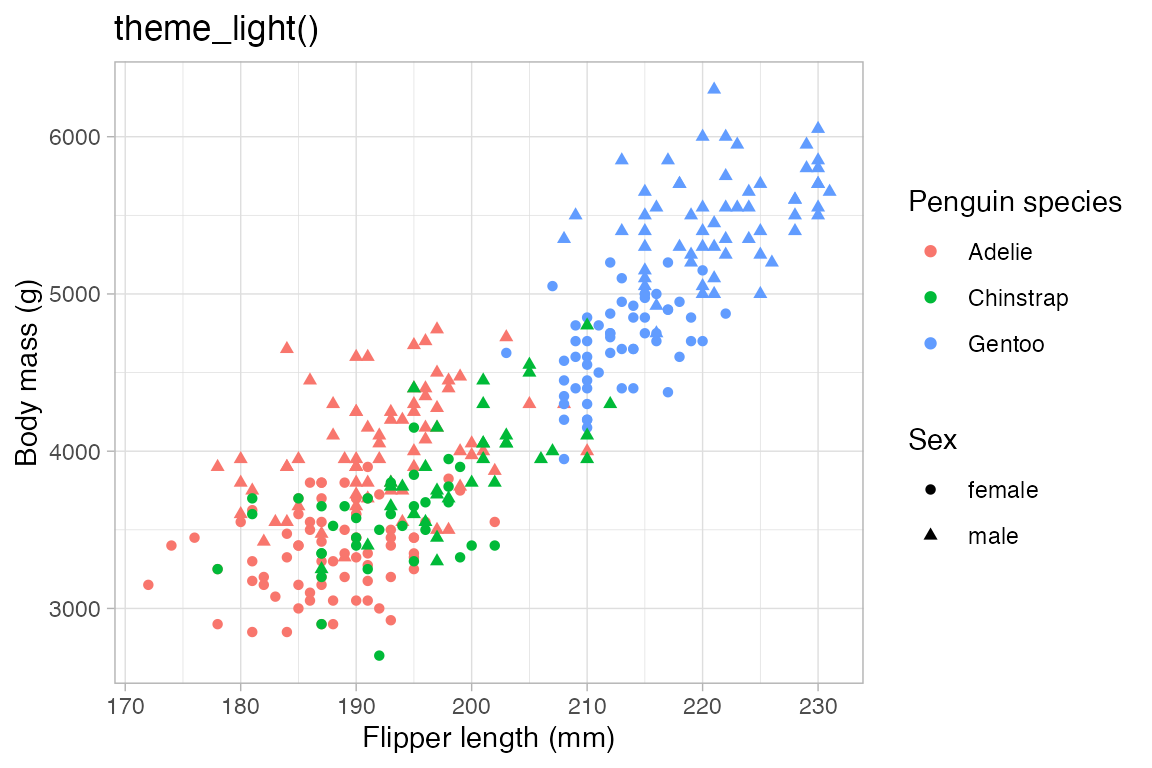 theme_light()
Body mass (g)
6000
5000
4000
3000
170 180 190 200 210 220 230
Flipper length (mm)
Penguin species
Adelie
Chinstrap
Gentoo
Sex
female
male